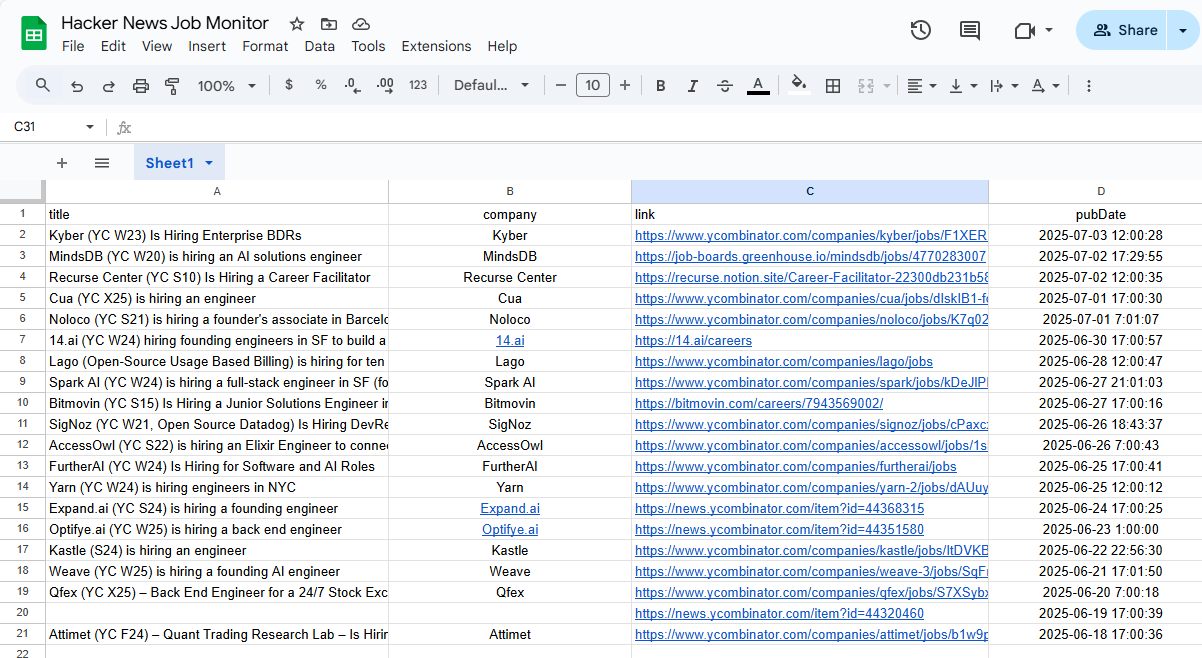 Hacker News Job Monitor
File Edit View Insert Format Data Tools Extensions Help
Share
100% $ % .0 .00 123 Defaul... 10 B I A
C31 fx
Sheet1
A B C D
1 title company link pubDate
2 Kyber (YC W23) Is Hiring Enterprise BDRs Kyber https://www.ycombinator.com/companies/kyber/jobs/F1XER 2025-07-03 12:00:28
3 MindsDB (YC W20) is hiring an AI solutions engineer MindsDB https://job-boards.greenhouse.io/mindsdb/jobs/4770283007 2025-07-02 17:29:55
4 Recurse Center (YC S10) Is Hiring a Career Facilitator Recurse Center https://recurse.notion.site/Career-Facilitator-22300db231b58 2025-07-02 12:00:35
5 Cua (YC X25) is hiring an engineer Cua https://www.ycombinator.com/companies/cua/jobs/dIskIB1-fo 2025-07-01 17:00:30
6 Noloco (YC S21) is hiring a founder's associate in Barcelo Noloco https://www.ycombinator.com/companies/noloco/jobs/K7q02 2025-07-01 7:01:07
7 14.ai (YC W24) hiring founding engineers in SF to build a 14.ai https://14.ai/careers 2025-06-30 17:00:57
8 Lago (Open-Source Usage Based Billing) is hiring for ten Lago https://www.ycombinator.com/companies/lago/jobs 2025-06-28 12:00:47
9 Spark AI (YC W24) is hiring a full-stack engineer in SF (fo Spark AI https://www.ycombinator.com/companies/spark/jobs/kDeJIP 2025-06-27 21:01:03
10 Bitmovin (YC S15) Is Hiring a Junior Solutions Engineer in Bitmovin https://bitmovin.com/careers/7943569002/ 2025-06-27 17:00:16
11 SigNoz (YC W21, Open Source Datadog) Is Hiring DevRe SigNoz https://www.ycombinator.com/companies/signoz/jobs/cPaxc 2025-06-26 18:43:37
12 AccessOwl (YC S22) is hiring an Elixir Engineer to connec AccessOwl https://www.ycombinator.com/companies/accessowl/jobs/1s 2025-06-26 7:00:43
13 FurtherAI (YC W24) Is Hiring for Software and AI Roles FurtherAI https://www.ycombinator.com/companies/furtherai/jobs 2025-06-25 17:00:41
14 Yarn (YC W24) is hiring engineers in NYC Yarn https://www.ycombinator.com/companies/yarn-2/jobs/dAUuy 2025-06-25 12:00:12
15 Expand.ai (YC S24) is hiring a founding engineer Expand.ai https://news.ycombinator.com/item?id=44368315 2025-06-24 17:00:25
16 Optifye.ai (YC W25) is hiring a back end engineer Optifye.ai https://news.ycombinator.com/item?id=44351580 2025-06-23 1:00:00
17 Kastle (S24) is hiring an engineer Kastle https://www.ycombinator.com/companies/kastle/jobs/ItDVKB 2025-06-22 22:56:30
18 Weave (YC W25) is hiring a founding AI engineer Weave https://www.ycombinator.com/companies/weave-3/jobs/SqF 2025-06-21 17:01:50
19 Qfex (YC X25) – Back End Engineer for a 24/7 Stock Exc Qfex https://www.ycombinator.com/companies/qfex/jobs/S7XSyb 2025-06-20 7:00:18
20 https://news.ycombinator.com/item?id=44320460 2025-06-19 17:00:39
21 Attimet (YC F24) – Quant Trading Research Lab – Is Hirin Attimet https://www.ycombinator.com/companies/attimet/jobs/b1w9p 2025-06-18 17:00:36
22